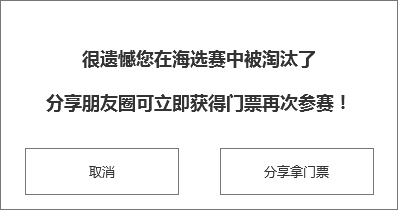 很遗憾您在海选赛中被淘汰了
分享朋友圈可立即获得门票再次参赛！
取消
分享拿门票